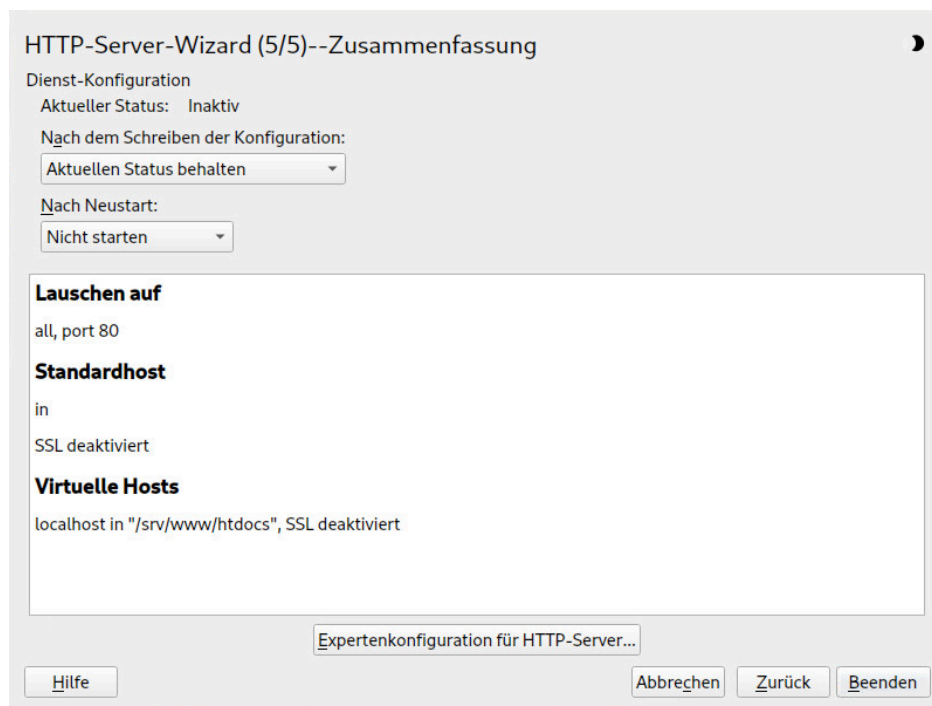 HTTP-Server-Wizard (5/5)--Zusammenfassung
Dienst-Konfiguration
Aktueller Status: Inaktiv
Nach dem Schreiben der Konfiguration:
Aktuellen Status behalten
Nach Neustart:
Nicht starten
Lauschen auf
all, port 80
Standardhost
in
SSL deaktiviert
Virtuelle Hosts
localhost in "/srv/www/htdocs", SSL deaktiviert
Expertenkonfiguration für HTTP-Server...
Hilfe Abbrechen Zurück Beenden